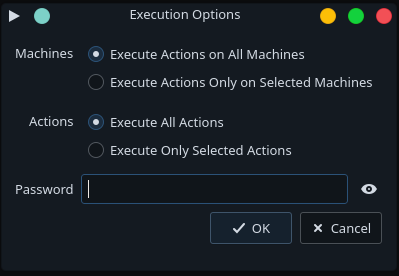 Execution Options
Machines
Execute Actions on All Machines
Execute Actions Only on Selected Machines
Actions
Execute All Actions
Execute Only Selected Actions
Password
OK
Cancel